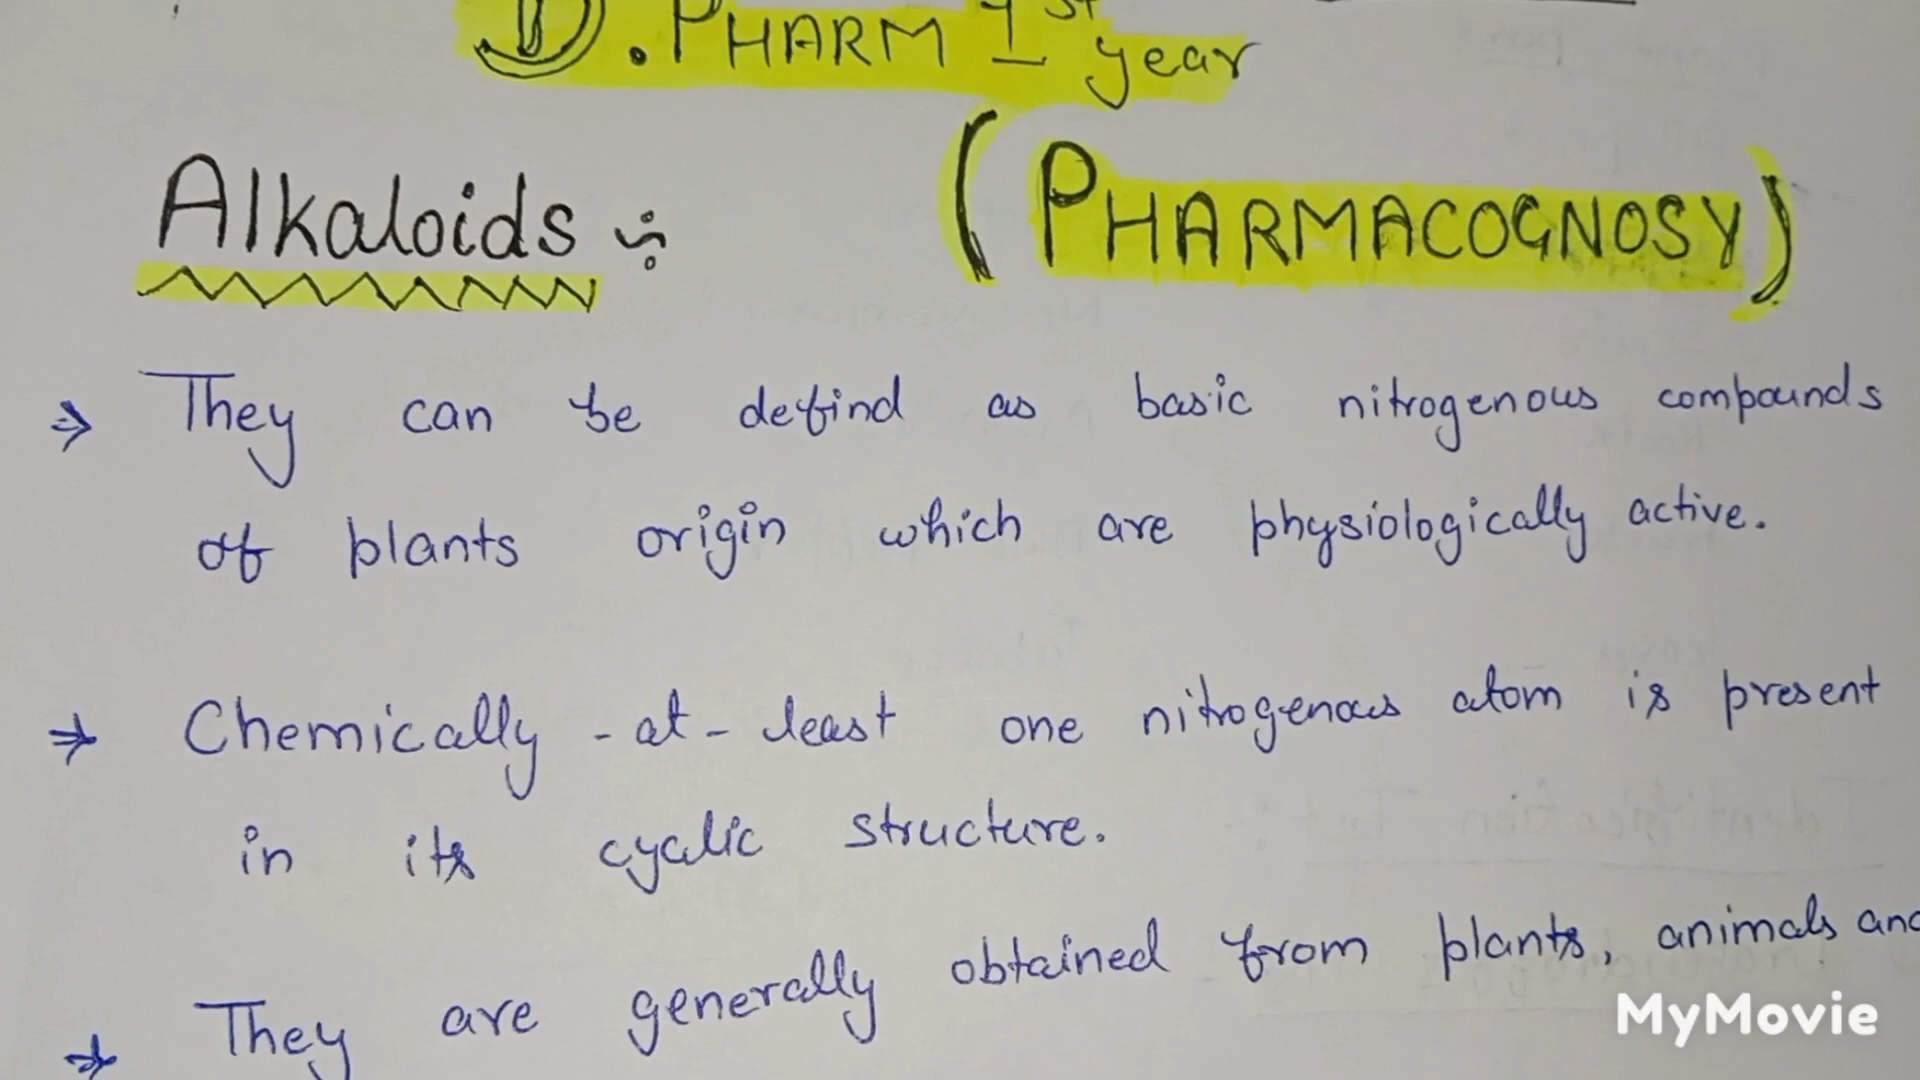 D. PHARM 1st year
Alkaloids :
(PHARMACOGNOSY)
⇒ They can be defind as basic nitrogenous compounds
of plants origin which are physiologically active.
⇒ Chemically -at- least one nitrogenous atom is present
in its cyclic structure.
⇒ They are generally obtained from plants, animals and
MyMovie